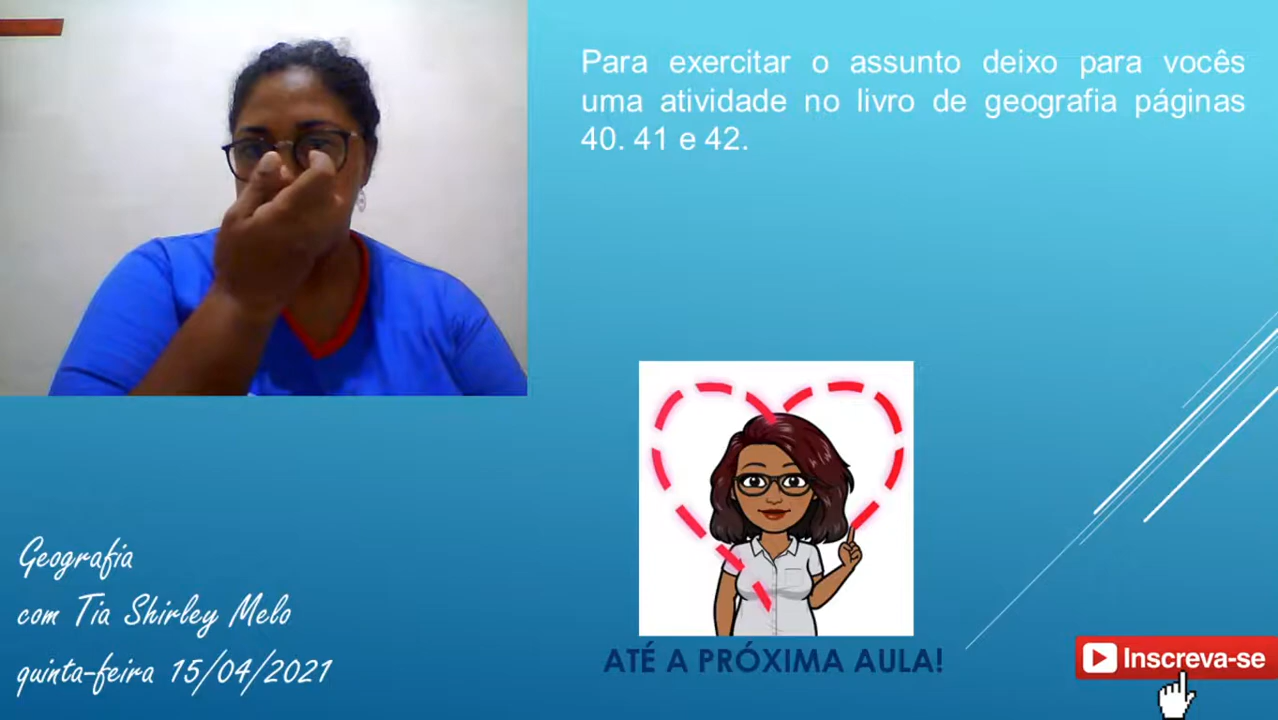 Para exercitar o assunto deixo para vocês
uma atividade no livro de geografia páginas
40. 41 e 42.
Geografia
com Tia Shirley Melo
quinta-feira 15/04/2021
ATÉ A PRÓXIMA AULA!
Inscreva-se